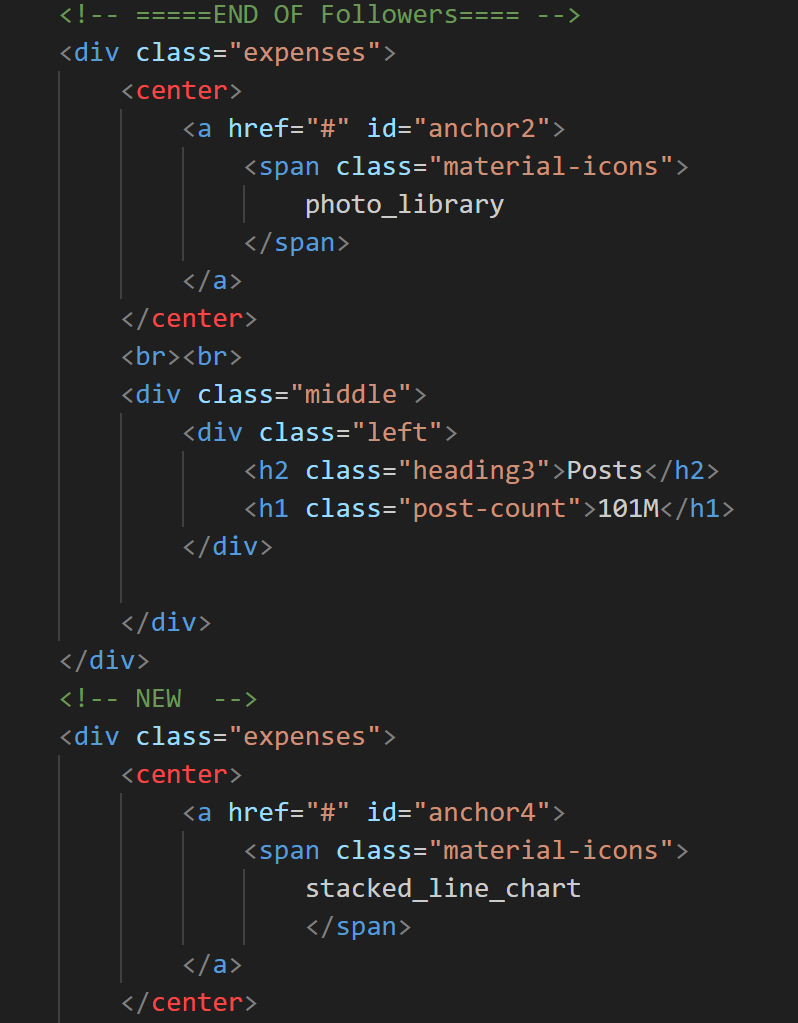 <!-- =====END OF Followers==== -->
<div class="expenses">
    <center>
        <a href="#" id="anchor2">
            <span class="material-icons">
                photo_library
            </span>
        </a>
    </center>
    <br><br>
    <div class="middle">
        <div class="left">
            <h2 class="heading3">Posts</h2>
            <h1 class="post-count">101M</h1>
        </div>

    </div>
</div>
<!-- NEW  -->
<div class="expenses">
    <center>
        <a href="#" id="anchor4">
            <span class="material-icons">
                stacked_line_chart
                </span>
        </a>
    </center>